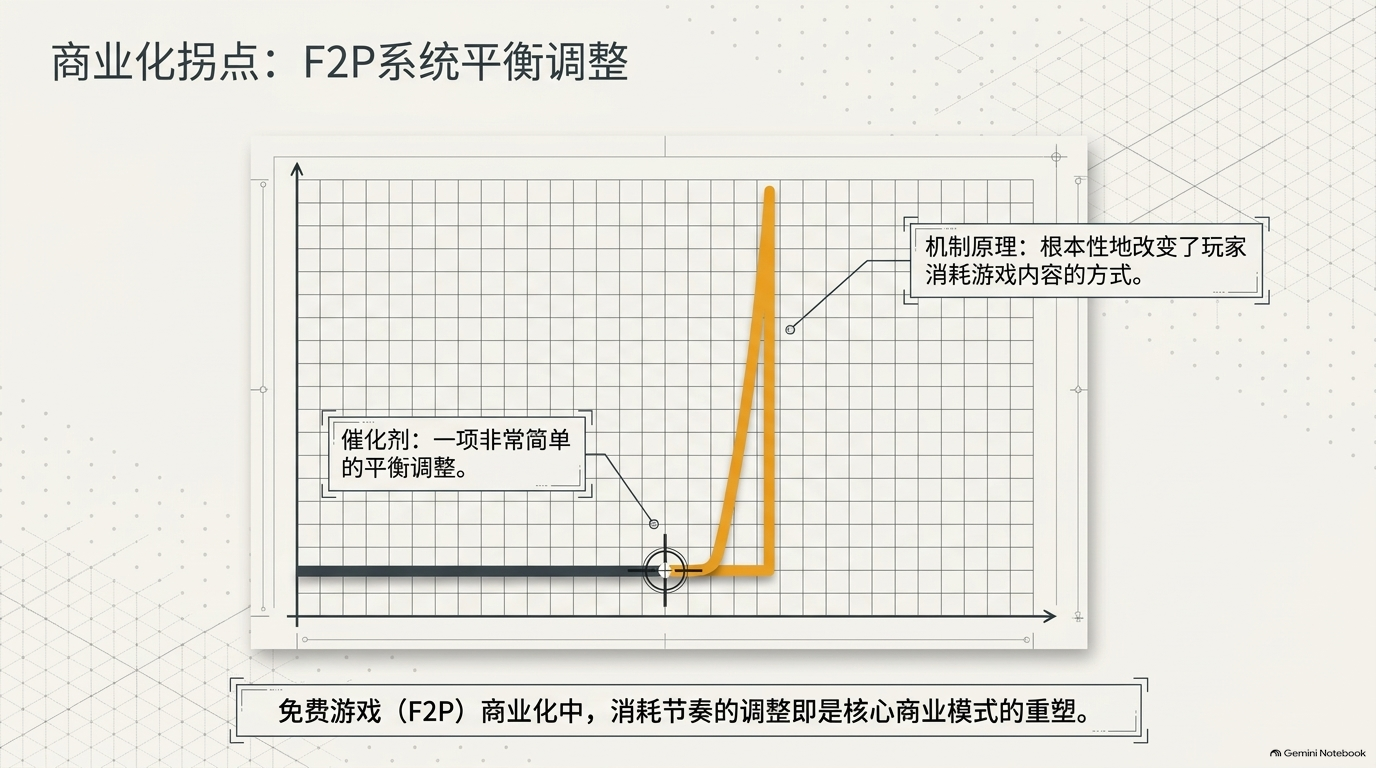 商业化拐点：F2P系统平衡调整
机制原理：根本性地改变了玩家
消耗游戏内容的方式。
催化剂：一项非常简单
的平衡调整。
免费游戏（F2P）商业化中，消耗节奏的调整即是核心商业模式的重塑。
Gemini Notebook